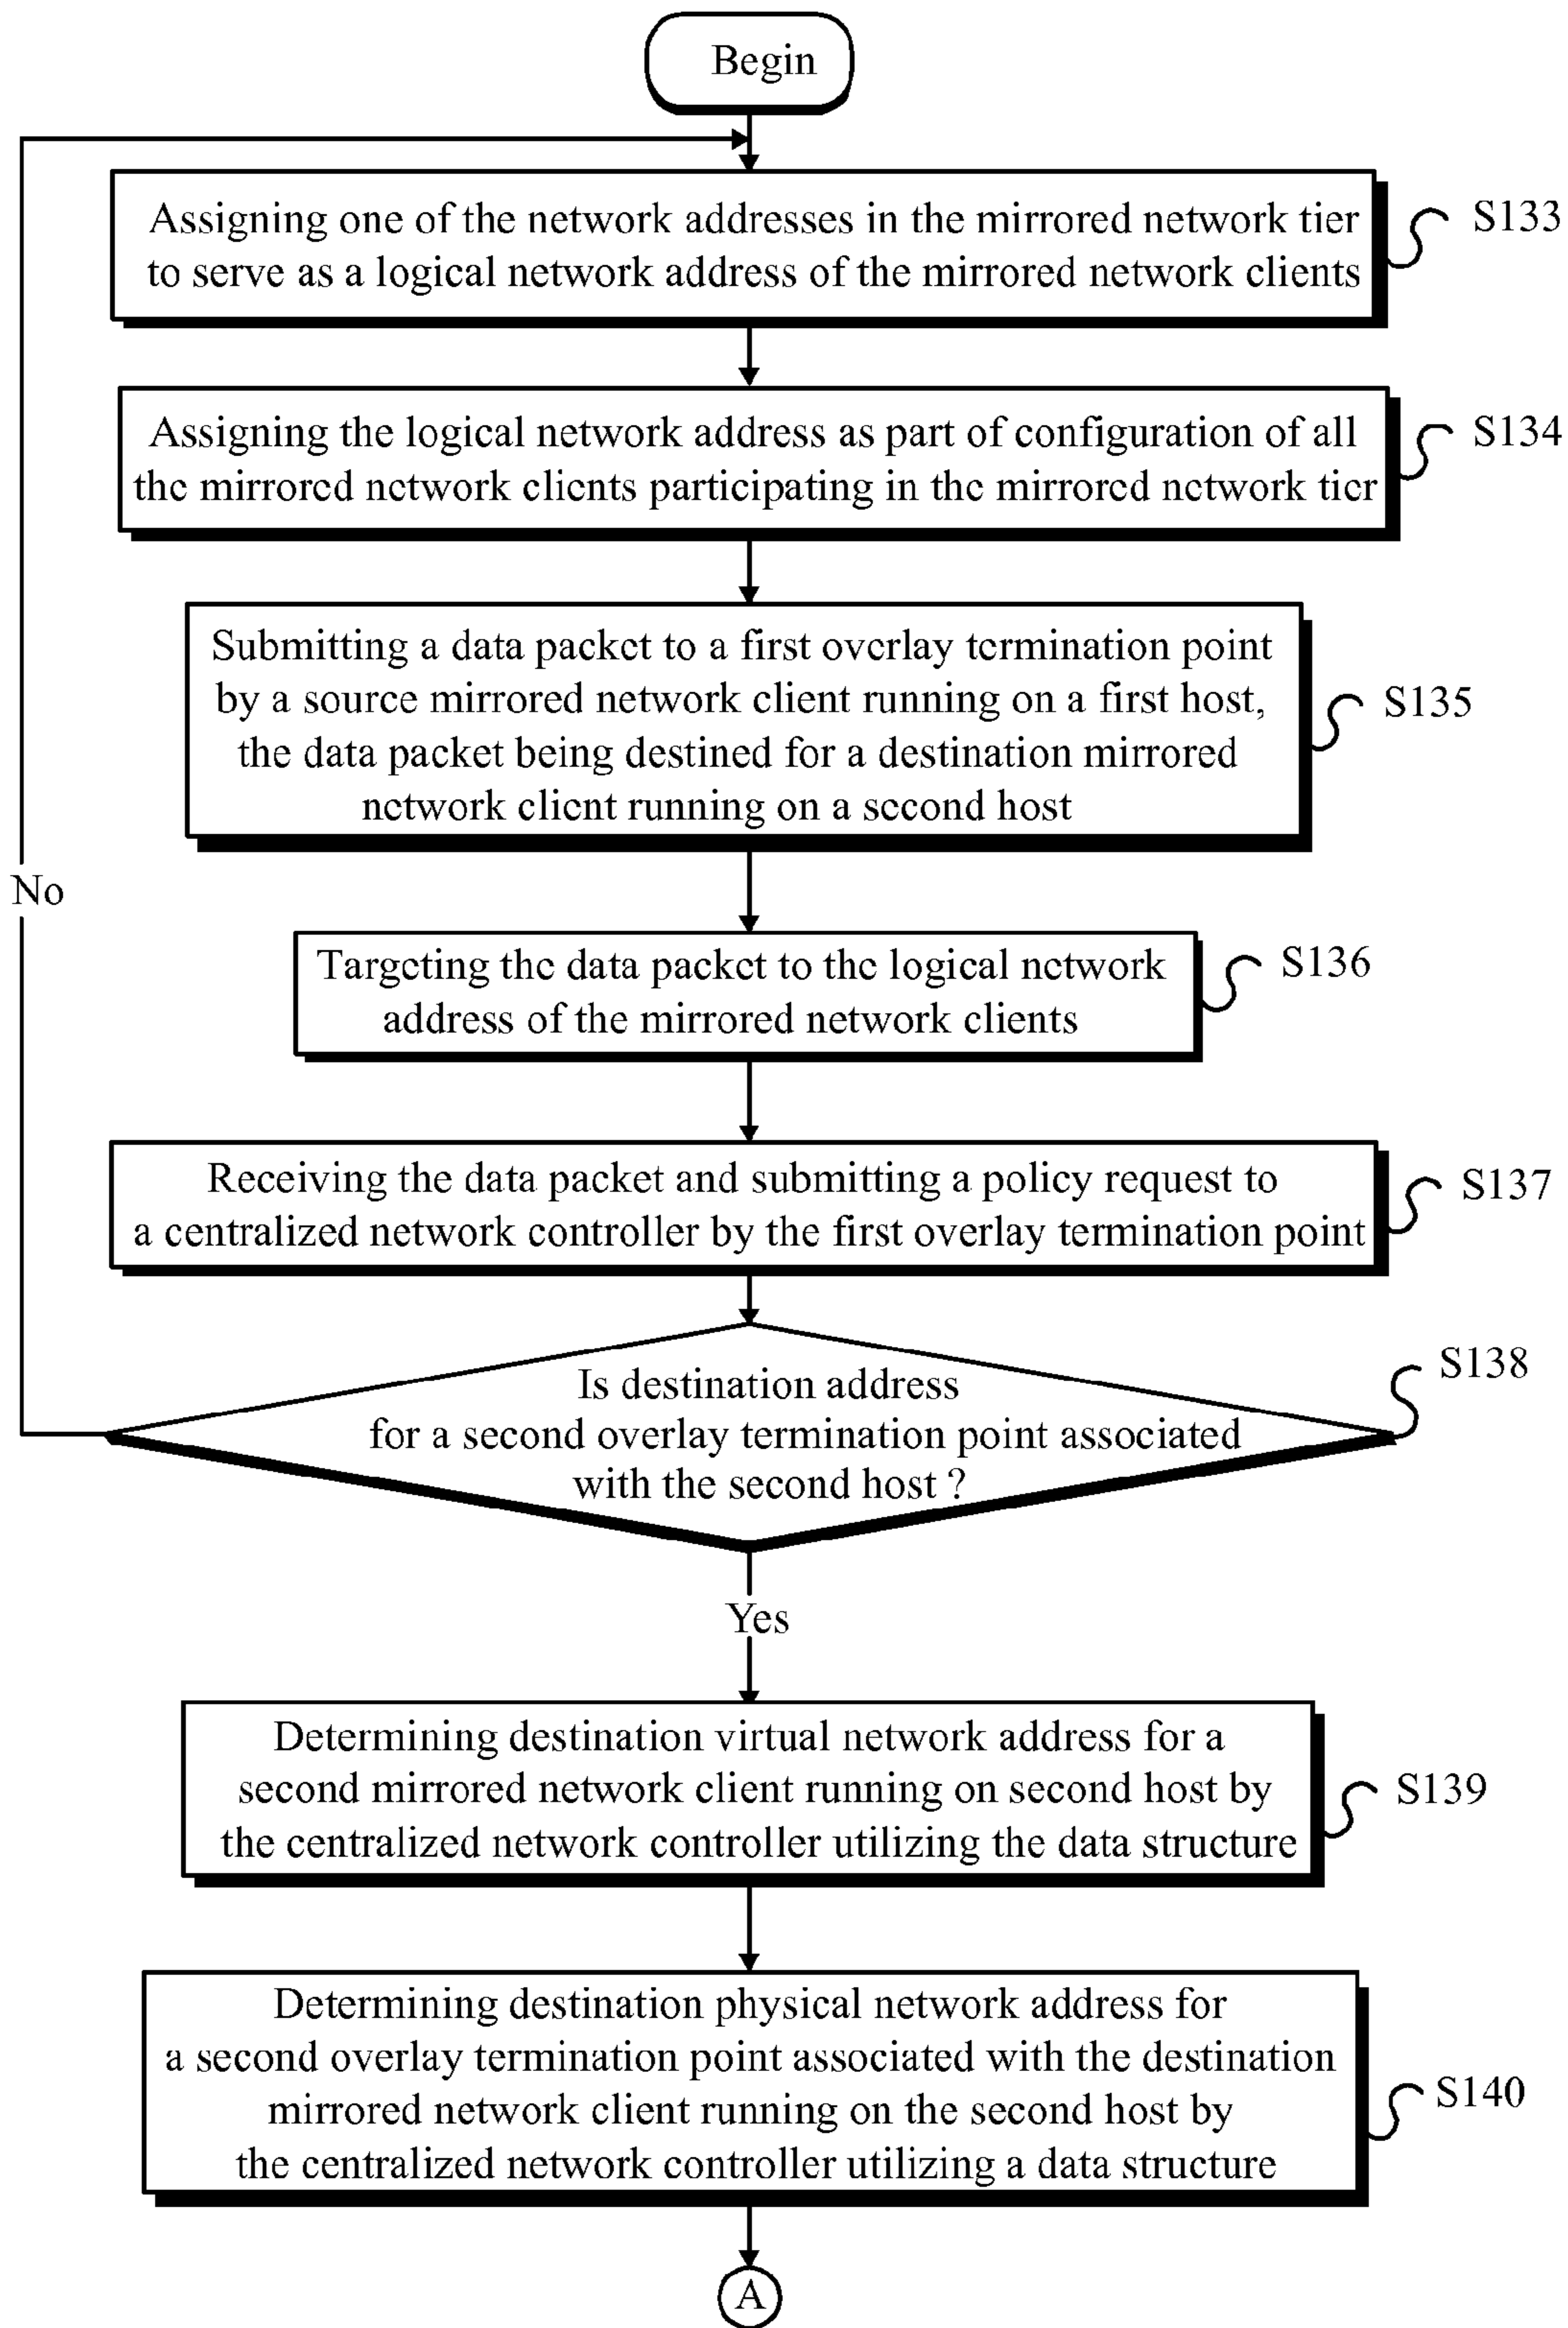 Begin
Assigning one of the network addresses in the mirrored network tier
to serve as a logical network address of the mirrored network clients
S133
Assigning the logical network address as part of configuration of all
the mirrored network clients participating in the mirrored network tier
S134
Submitting a data packet to a first overlay termination point
by a source mirrored network client running on a first host,
the data packet being destined for a destination mirrored
network client running on a second host
S135
No
Targeting the data packet to the logical network
address of the mirrored network clients
S136
Receiving the data packet and submitting a policy request to
a centralized network controller by the first overlay termination point
S137
Is destination address
for a second overlay termination point associated
with the second host ?
S138
Yes
Determining destination virtual network address for a
second mirrored network client running on second host by
the centralized network controller utilizing the data structure
S139
Determining destination physical network address for
a second overlay termination point associated with the destination
mirrored network client running on the second host by
the centralized network controller utilizing a data structure
S140
A